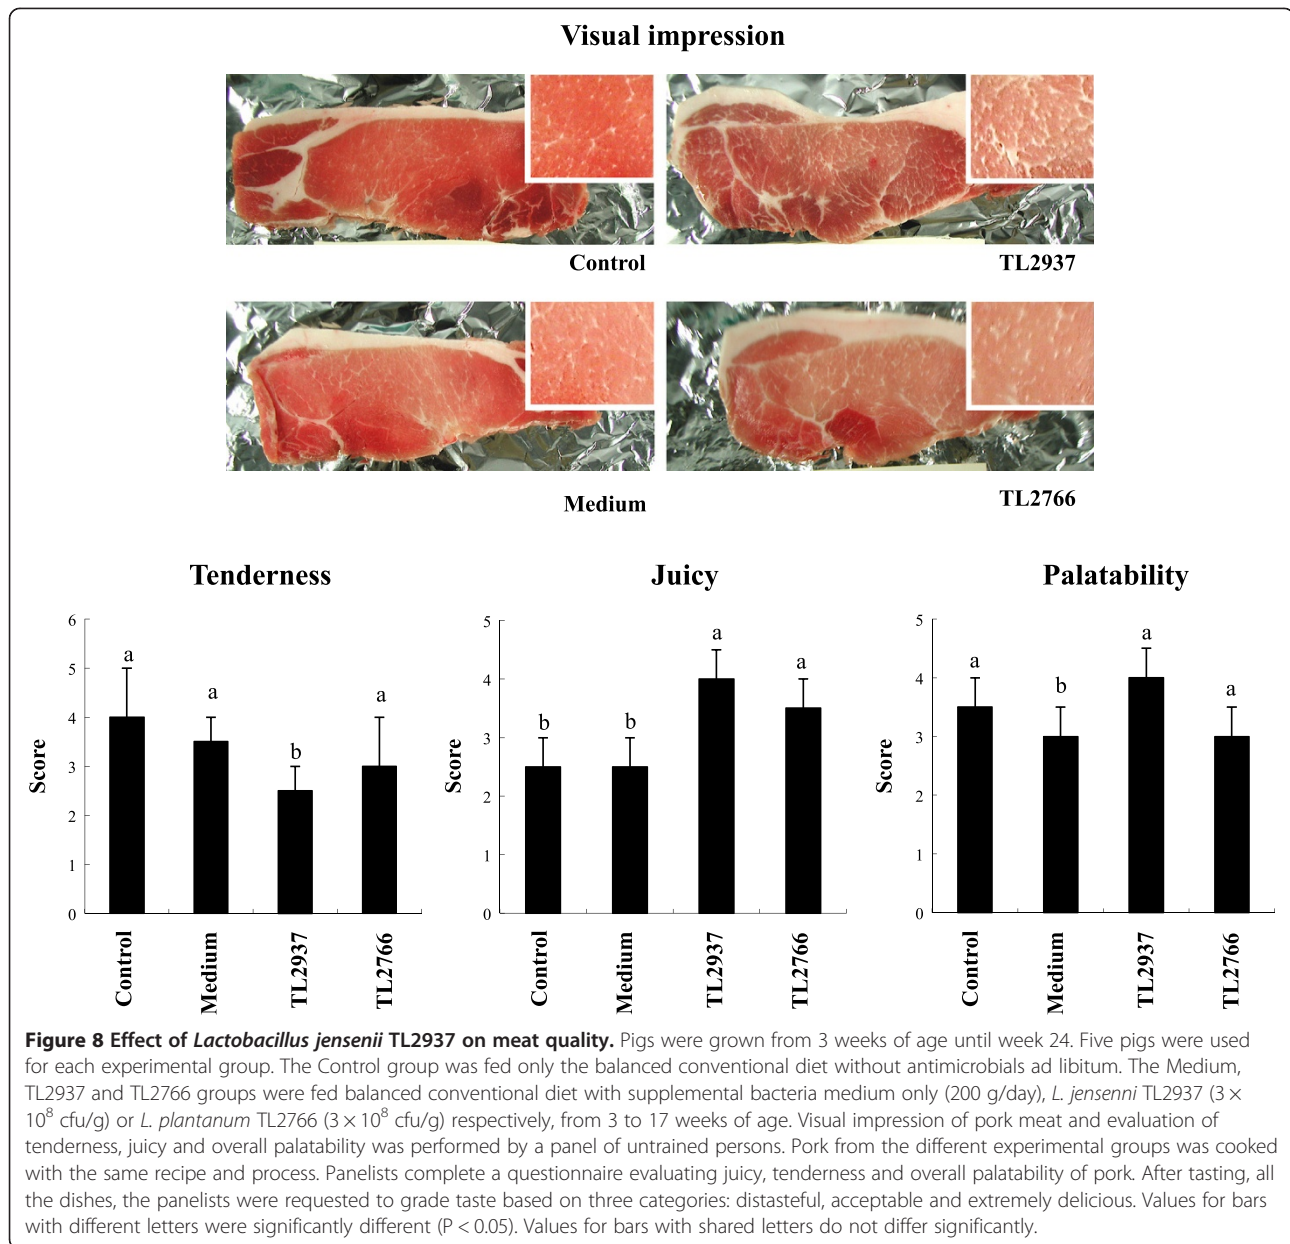 Visual impression
Control
TL2937
Medium
TL2766
Tenderness
Score
6
5
4
3
2
1
0
a
a
b
a
Control
Medium
TL2937
TL2766
Juicy
Score
5
4
3
2
1
0
b
b
a
a
Control
Medium
TL2937
TL2766
Palatability
Score
5
4
3
2
1
0
a
b
a
a
Control
Medium
TL2937
TL2766
Figure 8 Effect of Lactobacillus jensenii TL2937 on meat quality. Pigs were grown from 3 weeks of age until week 24. Five pigs were used
for each experimental group. The Control group was fed only the balanced conventional diet without antimicrobials ad libitum. The Medium,
TL2937 and TL2766 groups were fed balanced conventional diet with supplemental bacteria medium only (200 g/day), L. jensenni TL2937 (3 ×
10⁸ cfu/g) or L. plantanum TL2766 (3 × 10⁸ cfu/g) respectively, from 3 to 17 weeks of age. Visual impression of pork meat and evaluation of
tenderness, juicy and overall palatability was performed by a panel of untrained persons. Pork from the different experimental groups was cooked
with the same recipe and process. Panelists complete a questionnaire evaluating juicy, tenderness and overall palatability of pork. After tasting, all
the dishes, the panelists were requested to grade taste based on three categories: distasteful, acceptable and extremely delicious. Values for bars
with different letters were significantly different (P < 0.05). Values for bars with shared letters do not differ significantly.